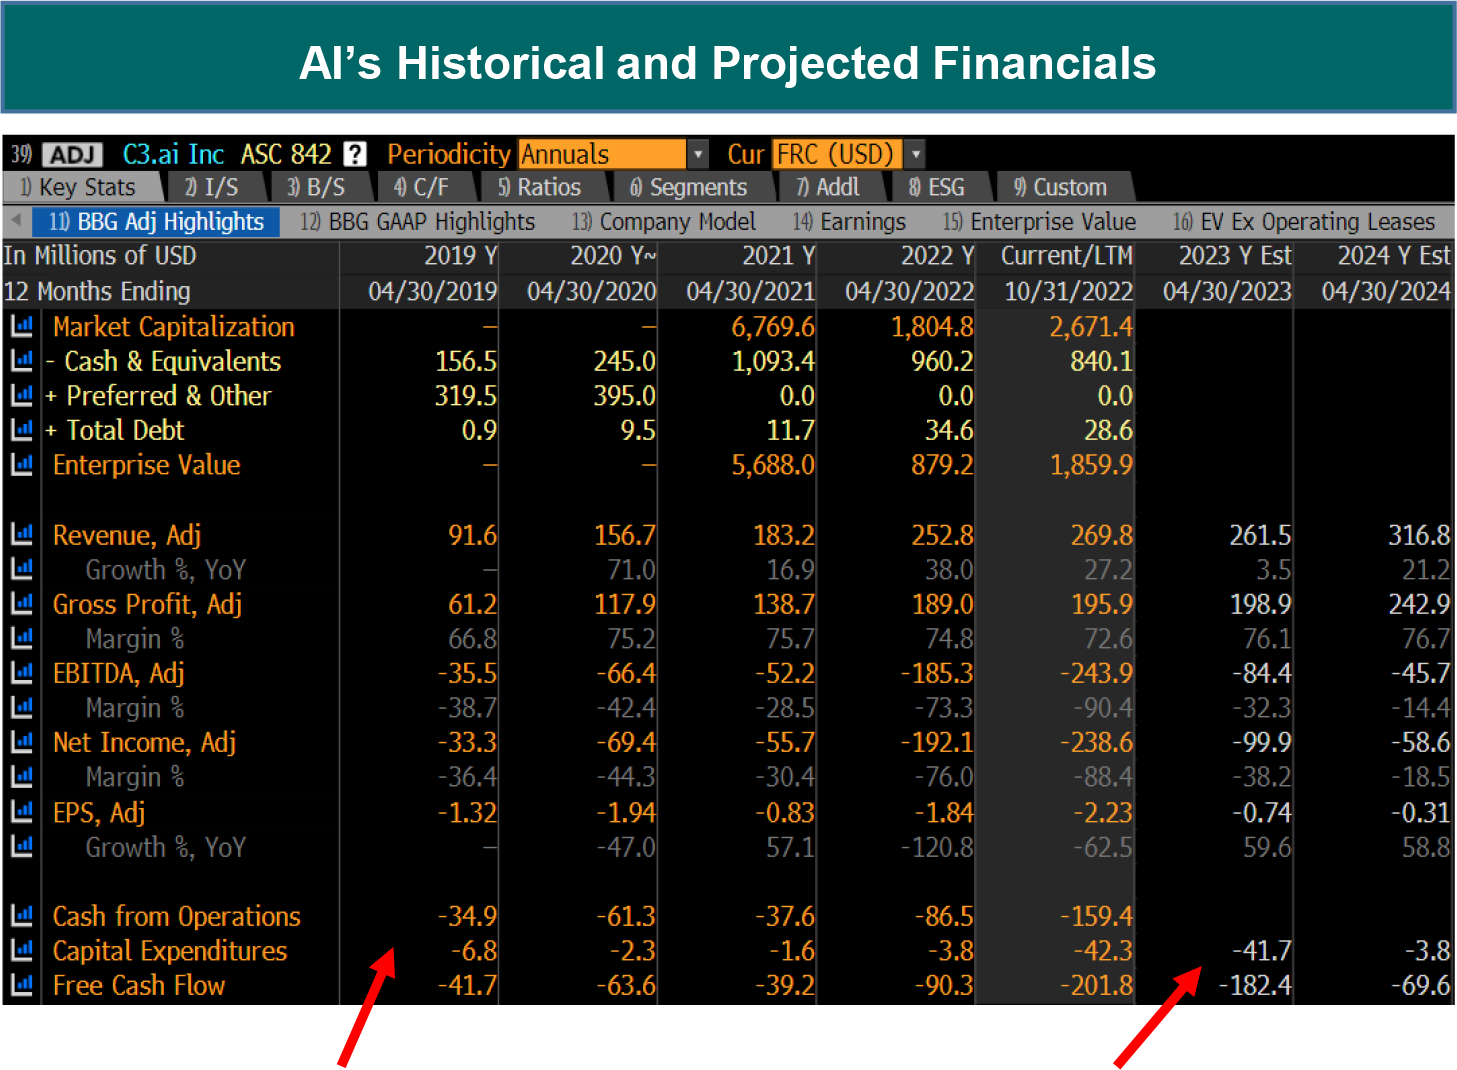 AI's Historical and Projected Financials
39) ADJ C3.ai Inc ASC 842 ? Periodicity Annuals Cur FRC (USD)
1) Key Stats 2) I/S 3) B/S 4) C/F 5) Ratios 6) Segments 7) Addl 8) ESG 9) Custom
11) BBG Adj Highlights 12) BBG GAAP Highlights 13) Company Model 14) Earnings 15) Enterprise Value 16) EV Ex Operating Leases
In Millions of USD 2019 Y 2020 Y~ 2021 Y 2022 Y Current/LTM 2023 Y Est 2024 Y Est
12 Months Ending 04/30/2019 04/30/2020 04/30/2021 04/30/2022 10/31/2022 04/30/2023 04/30/2024
Market Capitalization — — 6,769.6 1,804.8 2,671.4
- Cash & Equivalents 156.5 245.0 1,093.4 960.2 840.1
+ Preferred & Other 319.5 395.0 0.0 0.0 0.0
+ Total Debt 0.9 9.5 11.7 34.6 28.6
Enterprise Value — — 5,688.0 879.2 1,859.9
Revenue, Adj 91.6 156.7 183.2 252.8 269.8 261.5 316.8
Growth %, YoY — 71.0 16.9 38.0 27.2 3.5 21.2
Gross Profit, Adj 61.2 117.9 138.7 189.0 195.9 198.9 242.9
Margin % 66.8 75.2 75.7 74.8 72.6 76.1 76.7
EBITDA, Adj -35.5 -66.4 -52.2 -185.3 -243.9 -84.4 -45.7
Margin % -38.7 -42.4 -28.5 -73.3 -90.4 -32.3 -14.4
Net Income, Adj -33.3 -69.4 -55.7 -192.1 -238.6 -99.9 -58.6
Margin % -36.4 -44.3 -30.4 -76.0 -88.4 -38.2 -18.5
EPS, Adj -1.32 -1.94 -0.83 -1.84 -2.23 -0.74 -0.31
Growth %, YoY — -47.0 57.1 -120.8 -62.5 59.6 58.8
Cash from Operations -34.9 -61.3 -37.6 -86.5 -159.4
Capital Expenditures -6.8 -2.3 -1.6 -3.8 -42.3 -41.7 -3.8
Free Cash Flow -41.7 -63.6 -39.2 -90.3 -201.8 -182.4 -69.6